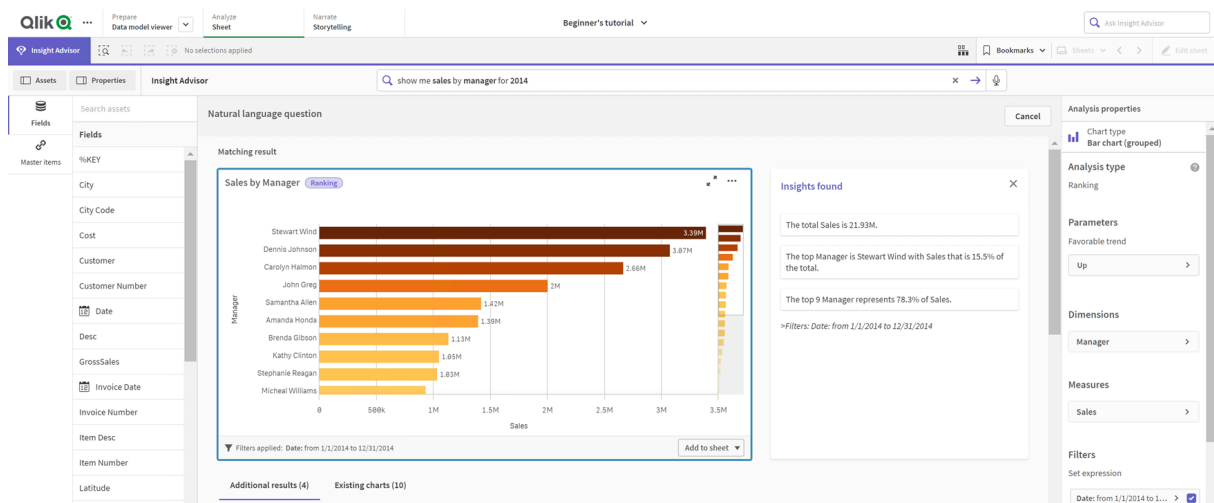 Qlik
Prepare
Data model viewer
Analyze
Sheet
Narrate
Storytelling
Beginner's tutorial
Ask Insight Advisor
Insight Advisor
No selections applied
Bookmarks
Sheets
Edit sheet
Assets
Properties
Insight Advisor
show me sales by manager for 2014
Fields
Master items
Search assets
Fields
%KEY
City
City Code
Cost
Customer
Customer Number
Date
Desc
GrossSales
Invoice Date
Invoice Number
Item Desc
Item Number
Latitude
Natural language question
Cancel
Matching result
Sales by Manager
Ranking
Manager
Stewart Wind 3.39M
Dennis Johnson 3.07M
Carolyn Halmon 2.66M
John Greg 2M
Samantha Allen 1.42M
Amanda Honda 1.39M
Brenda Gibson 1.13M
Kathy Clinton 1.05M
Stephanie Reagan 1.03M
Micheal Williams
0 500k 1M 1.5M 2M 2.5M 3M 3.5M
Sales
Filters applied: Date: from 1/1/2014 to 12/31/2014
Add to sheet
Insights found
The total Sales is 21.93M.
The top Manager is Stewart Wind with Sales that is 15.5% of
the total.
The top 9 Manager represents 78.3% of Sales.
>Filters: Date: from 1/1/2014 to 12/31/2014
Additional results (4)
Existing charts (10)
Analysis properties
Chart type
Bar chart (grouped)
Analysis type
Ranking
Parameters
Favorable trend
Up
Dimensions
Manager
Measures
Sales
Filters
Set expression
Date: from 1/1/2014 to 1...